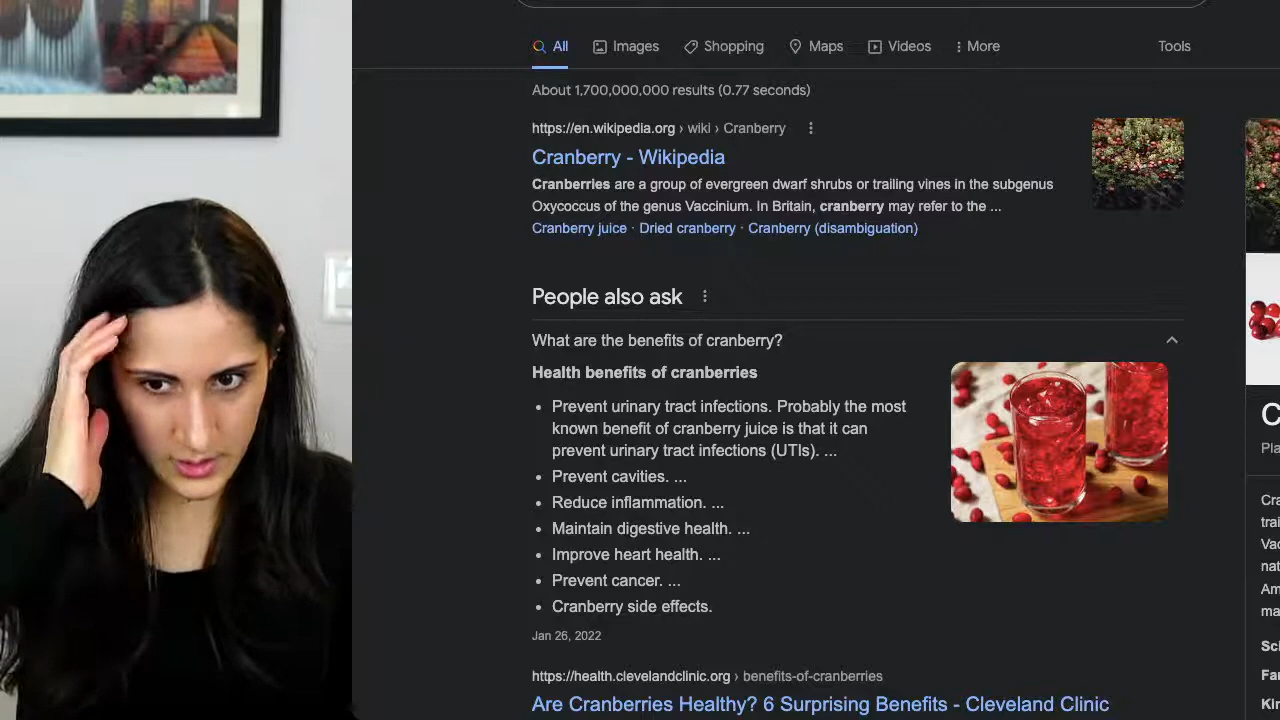 All Images Shopping Maps Videos More Tools
About 1,700,000,000 results (0.77 seconds)
https://en.wikipedia.org › wiki › Cranberry
Cranberry - Wikipedia
Cranberries are a group of evergreen dwarf shrubs or trailing vines in the subgenus
Oxycoccus of the genus Vaccinium. In Britain, cranberry may refer to the ...
Cranberry juice · Dried cranberry · Cranberry (disambiguation)
People also ask
What are the benefits of cranberry?
Health benefits of cranberries
• Prevent urinary tract infections. Probably the most
known benefit of cranberry juice is that it can
prevent urinary tract infections (UTIs). ...
• Prevent cavities. ...
• Reduce inflammation. ...
• Maintain digestive health. ...
• Improve heart health. ...
• Prevent cancer. ...
• Cranberry side effects.
Jan 26, 2022
https://health.clevelandclinic.org › benefits-of-cranberries
Are Cranberries Healthy? 6 Surprising Benefits - Cleveland Clinic